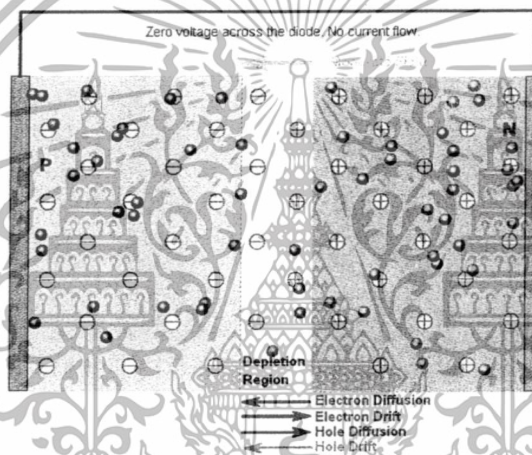 Zero voltage across the diode, No current flow
P
N
Depletion
Region
Electron Diffusion
Electron Drift
Hole Diffusion
Hole Drift